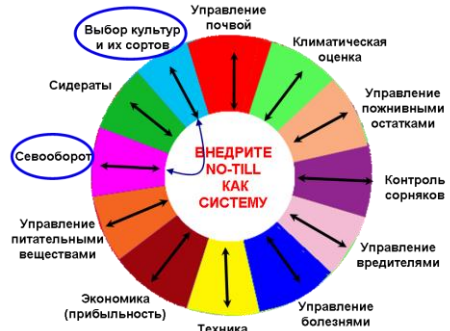 Управление
почвой
Выбор культур
и их сортов
Климатическая
оценка
Сидераты
Управление
пожнивными
остатками
Севооборот
ВНЕДРИТЕ
NO-TILL
КАК
СИСТЕМУ
Контроль
сорняков
Управление
питательными
веществами
Управление
вредителями
Экономика
(прибыльность)
Управление
болезнями
Техника